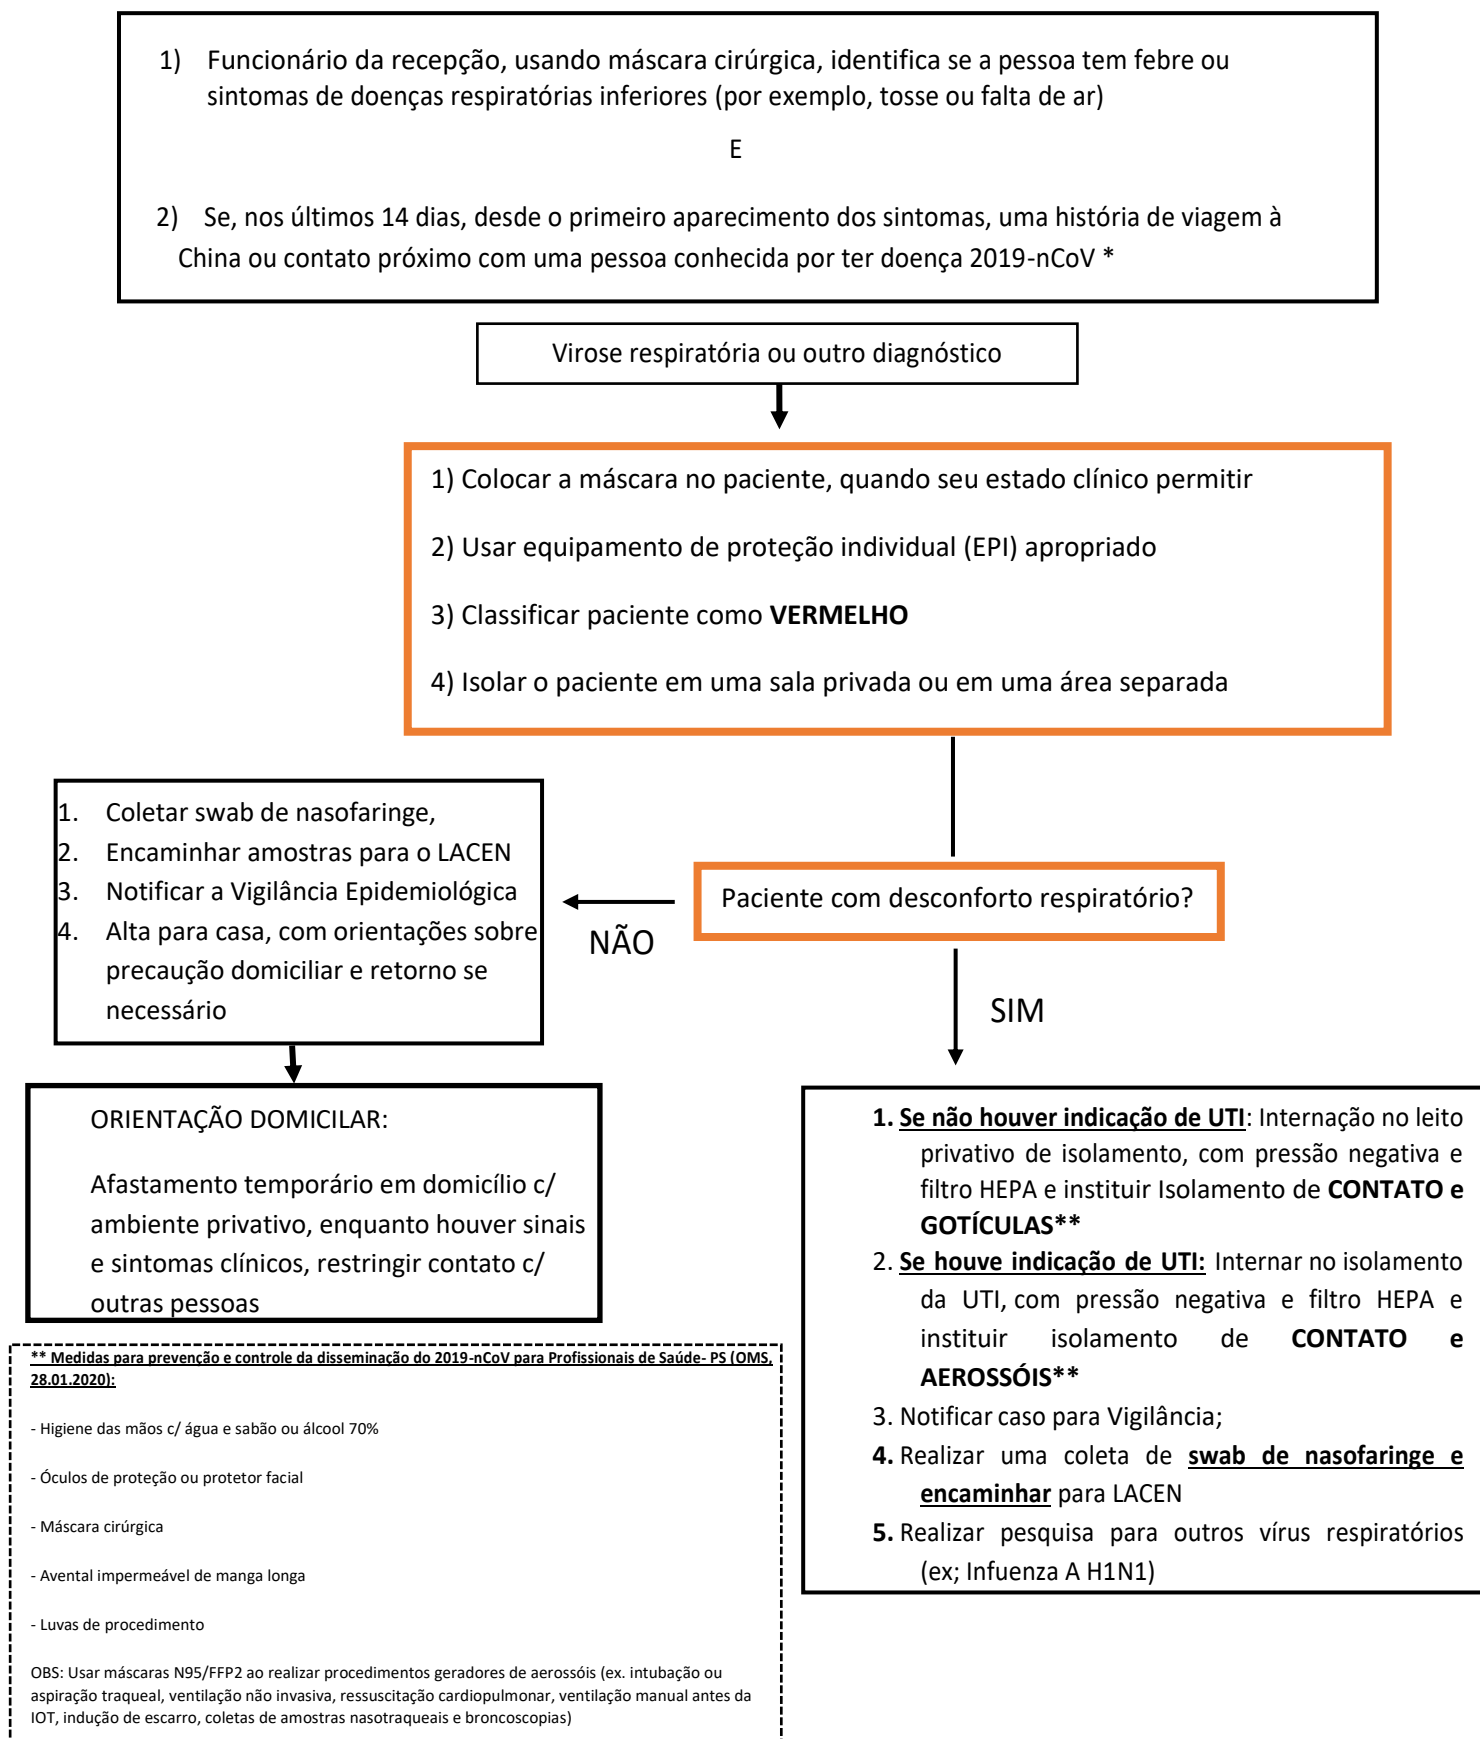 1) Funcionário da recepção, usando máscara cirúrgica, identifica se a pessoa tem febre ou
sintomas de doenças respiratórias inferiores (por exemplo, tosse ou falta de ar)
E
2) Se, nos últimos 14 dias, desde o primeiro aparecimento dos sintomas, uma história de viagem à
China ou contato próximo com uma pessoa conhecida por ter doença 2019-nCoV *
Virose respiratória ou outro diagnóstico
1) Colocar a máscara no paciente, quando seu estado clínico permitir
2) Usar equipamento de proteção individual (EPI) apropriado
3) Classificar paciente como VERMELHO
4) Isolar o paciente em uma sala privada ou em uma área separada
Paciente com desconforto respiratório?
NÃO
1. Coletar swab de nasofaringe,
2. Encaminhar amostras para o LACEN
3. Notificar a Vigilância Epidemiológica
4. Alta para casa, com orientações sobre
precaução domiciliar e retorno se
necessário
ORIENTAÇÃO DOMICILAR:
Afastamento temporário em domicílio c/
ambiente privativo, enquanto houver sinais
e sintomas clínicos, restringir contato c/
outras pessoas
SIM
1. Se não houver indicação de UTI: Internação no leito
privativo de isolamento, com pressão negativa e
filtro HEPA e instituir Isolamento de CONTATO e
GOTÍCULAS**
2. Se houve indicação de UTI: Internar no isolamento
da UTI, com pressão negativa e filtro HEPA e
instituir isolamento de CONTATO e
AEROSSÓIS**
3. Notificar caso para Vigilância;
4. Realizar uma coleta de swab de nasofaringe e
encaminhar para LACEN
5. Realizar pesquisa para outros vírus respiratórios
(ex; Infuenza A H1N1)
** Medidas para prevenção e controle da disseminação do 2019-nCoV para Profissionais de Saúde- PS (OMS,
28.01.2020):
- Higiene das mãos c/ água e sabão ou álcool 70%
- Óculos de proteção ou protetor facial
- Máscara cirúrgica
- Avental impermeável de manga longa
- Luvas de procedimento
OBS: Usar máscaras N95/FFP2 ao realizar procedimentos geradores de aerossóis (ex. intubação ou
aspiração traqueal, ventilação não invasiva, ressuscitação cardiopulmonar, ventilação manual antes da
IOT, indução de escarro, coletas de amostras nasotraqueais e broncoscopias)